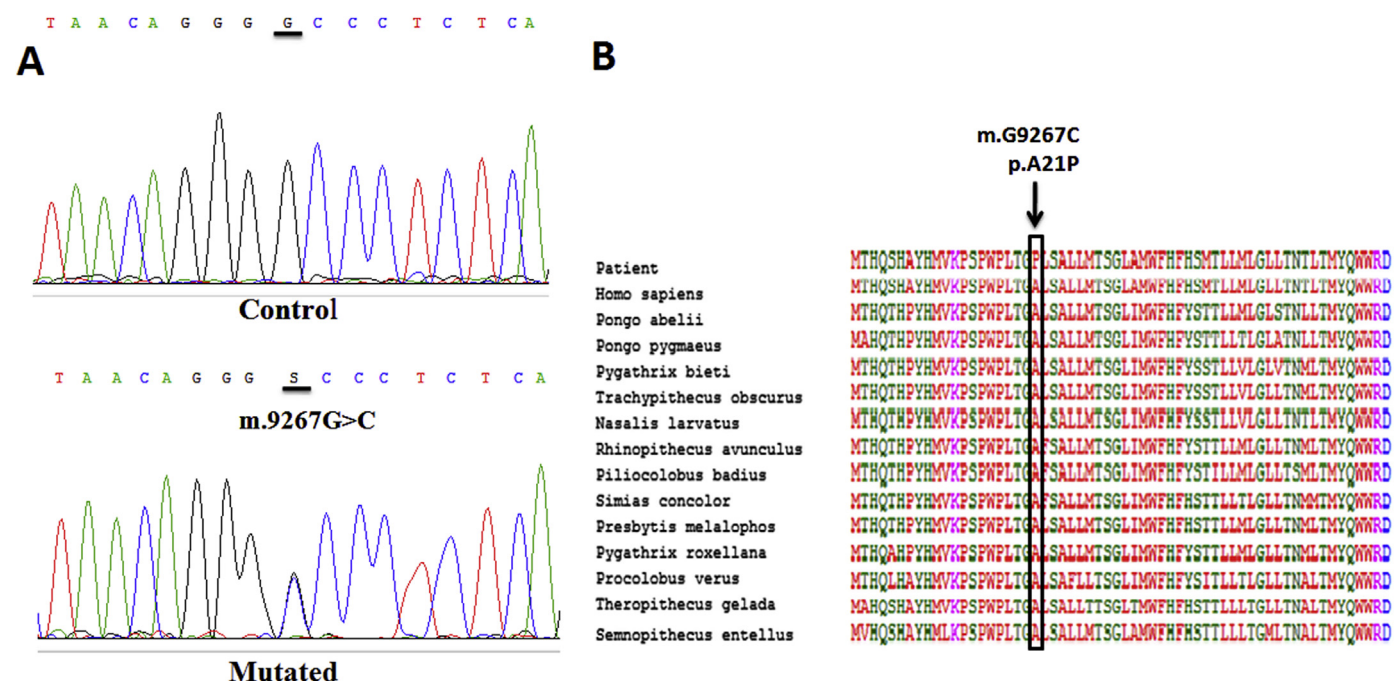 T A A C A G G G G C C C T C T C A
A
Control
T A A C A G G G S C C C T C T C A
m.9267G>C
Mutated
B
m.G9267C
p.A21P
Patient MTHQSHAYHMVKPSPWPLTGPLSALLMTSGLAMWFHFHSMTLLMLGLLTNTLTMYQWWRD
Homo sapiens MTHQSHAYHMVKPSPWPLTGALSALLMTSGLAMWFHFHSMTLLMLGLLTNTLTMYQWWRD
Pongo abelii MTHQTHPYHMVKPSPWPLTGALSALLMTSGLIMWFHFYSTTLLMLGLSTNLLTMYQWWRD
Pongo pygmaeus MAHQTHPYHMVKPSPWPLTGALSALLMTSGLIMWFHFYSTTLLTLGLATNLLTMYQWWRD
Pygathrix bieti MTHQTHPYHMVKPSPWPLTGALSALLMTSGLIMWFHFYSSTLLVLGLVTNMLTMYQWWRD
Trachypithecus obscurus MTHQTHPYHMVKPSPWPLTGALSALLMTSGLIMWFHFYSTTLLMLGLLTNMLTMYQWWRD
Nasalis larvatus MTHQTHPYHMVKPSPWPLTGALSALLMTSGLIMWFHFYSSTLLVLGLLTNTLTMYQWWRD
Rhinopithecus avunculus MTHQTHPYHMVKPSPWPLTGAFSALLMTSGLIMWFHFYSTTLLMLGLLTNMLTMYQWWRD
Piliocolobus badius MTHQTHPYHMVKPSPWPLTGAFSALLMTSGLIMWFHFYSTILLMLGLLTSMLTMYQWWRD
Simias concolor MTHQTHPYHMVKPSPWPLTGAFSALLMTSGLIMWFHFHSTTLLTLGLLTNMMTMYQWWRD
Presbytis melalophos MTHQTHPYHMVKPSPWPLTGALSALLMTSGLIMWFHFYSTTLLMLGLLTNMLTMYQWWRD
Pygathrix roxellana MTHQAHPYHMVKPSPWPLTGALSALLMTSGLIMWFHFYSTTLLMLGLLTNMLTMYQWWRD
Procolobus verus MTHQLHAYHMVKPSPWPLTGALSAFLLTSGLIMWFHFYSITLLTLGLLTNALTMYQWWRD
Theropithecus gelada MAHQSHAYHMVKPSPWPLTGALSALLTTSGLTMWFHFHSTTLLLTGLLTNALTMYQWWRD
Semnopithecus entellus MVHQSHAYHMLKPSPWPLTGALSALLMTSGLAMWFHFHSTTLLLTGMLTNALTMYQWWRD